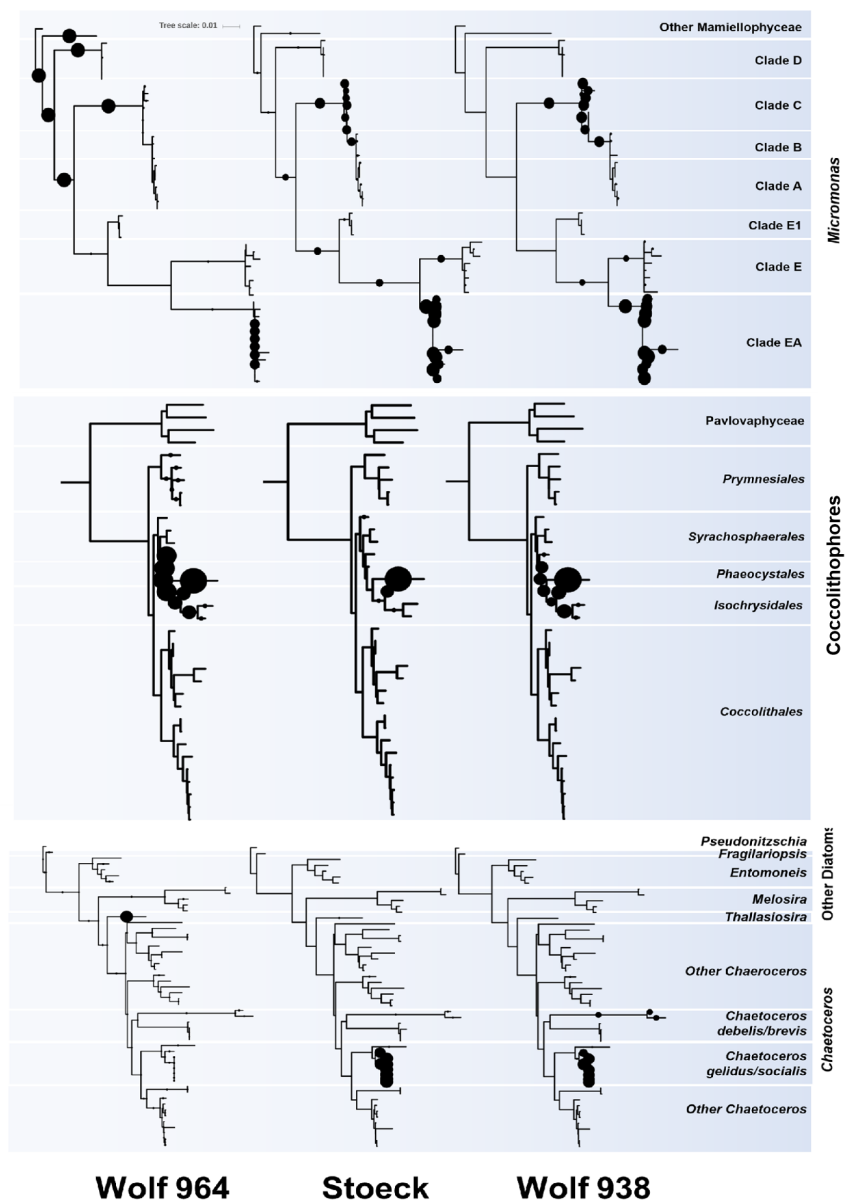 Tree scale: 0.01
Other Mamiellophyceae
Clade D
Clade C
Clade B
Clade A
Clade E1
Clade E
Clade EA
Micromonas
Pavlovaphyceae
Prymnesiales
Syrachosphaerales
Phaeocystales
Isochrysidales
Coccolithales
Coccolithophores
Pseudonitzschia
Fragilariopsis
Entomoneis
Melosira
Thallasiosira
Other Diatoms
Other Chaeroceros
Chaetoceros
debelis/brevis
Chaetoceros
gelidus/socialis
Other Chaetoceros
Chaetoceros
Wolf 964
Stoeck
Wolf 938